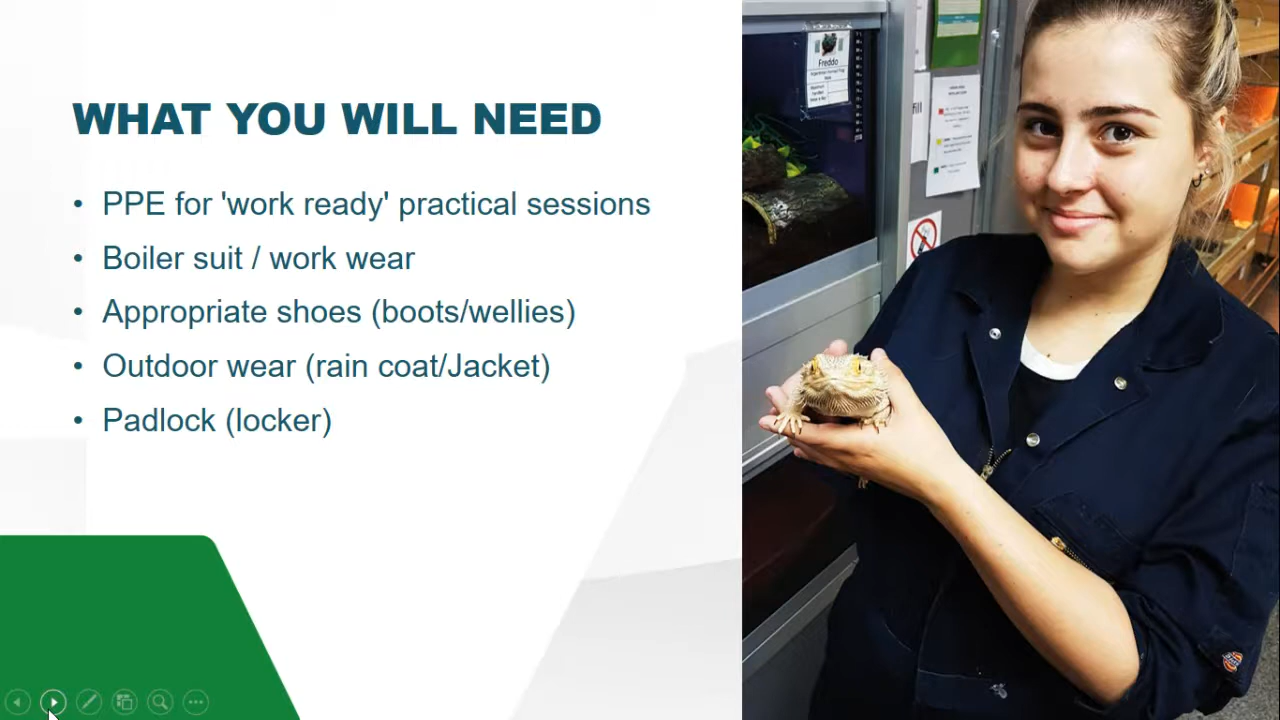 WHAT YOU WILL NEED
• PPE for 'work ready' practical sessions
• Boiler suit / work wear
• Appropriate shoes (boots/wellies)
• Outdoor wear (rain coat/Jacket)
• Padlock (locker)
Freddo